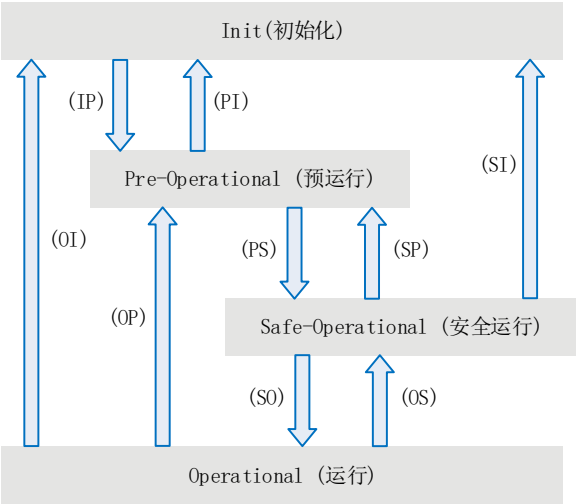 Init(初始化)
(IP)
(PI)
(SI)
Pre-Operational (预运行)
(OI)
(PS)
(SP)
(OP)
Safe-Operational (安全运行)
(SO)
(OS)
Operational (运行)